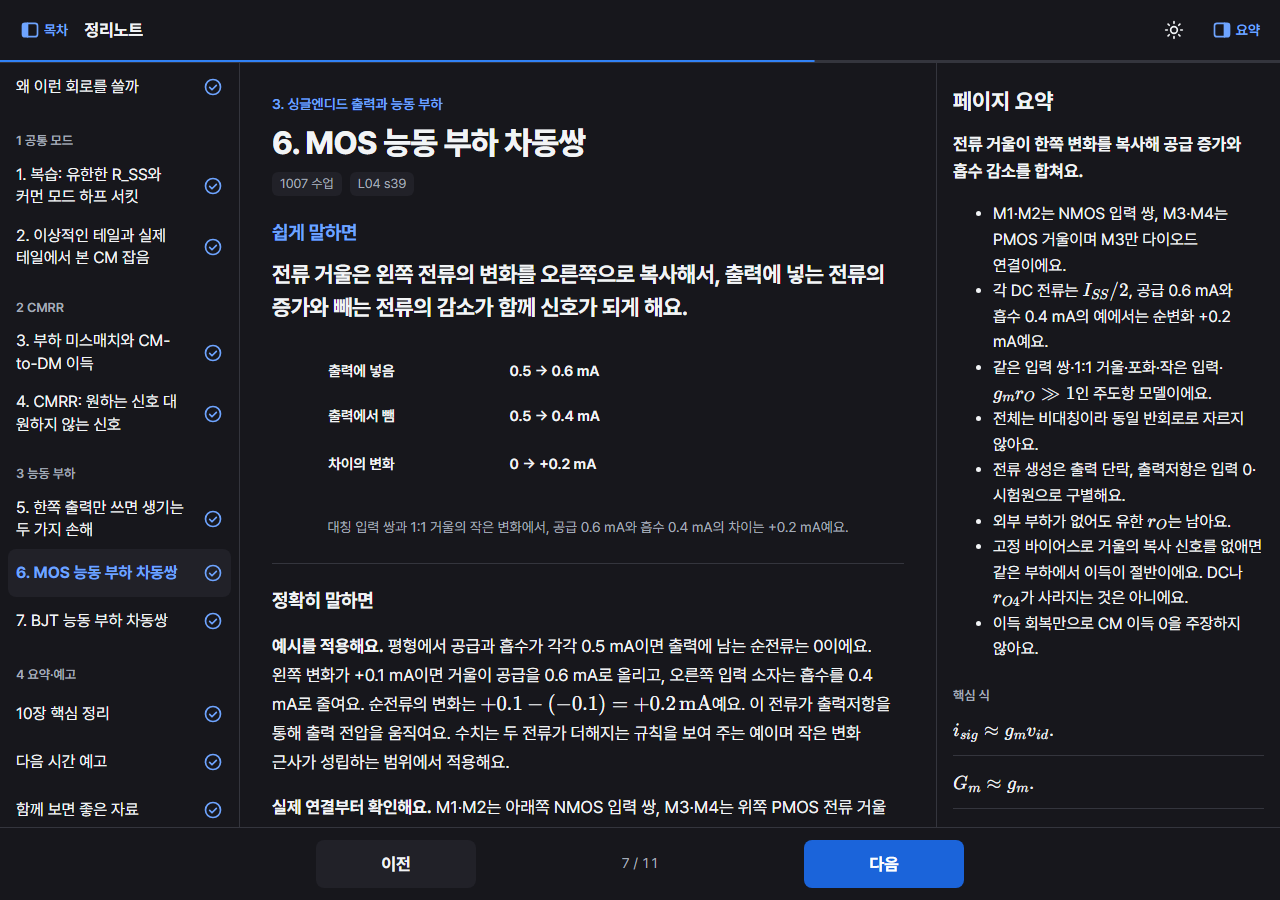 목차 정리노트 요약
왜 이런 회로를 쓸까
1 공통 모드
1. 복습: 유한한 R_SS와
커먼 모드 하프 서킷
2. 이상적인 테일과 실제
테일에서 본 CM 잡음
2 CMRR
3. 부하 미스매치와 CM-
to-DM 이득
4. CMRR: 원하는 신호 대
원하지 않는 신호
3 능동 부하
5. 한쪽 출력만 쓰면 생기는
두 가지 손해
6. MOS 능동 부하 차동쌍
7. BJT 능동 부하 차동쌍
4 요약·예고
10장 핵심 정리
다음 시간 예고
함께 보면 좋은 자료
3. 싱글엔디드 출력과 능동 부하
6. MOS 능동 부하 차동쌍
1007 수업 L04 s39
쉽게 말하면
전류 거울은 왼쪽 전류의 변화를 오른쪽으로 복사해서, 출력에 넣는 전류의
증가와 빼는 전류의 감소가 함께 신호가 되게 해요.
출력에 넣음 0.5 → 0.6 mA
출력에서 뺌 0.5 → 0.4 mA
차이의 변화 0 → +0.2 mA
대칭 입력 쌍과 1:1 거울의 작은 변화에서, 공급 0.6 mA와 흡수 0.4 mA의 차이는 +0.2 mA예요.
정확히 말하면
예시를 적용해요. 평형에서 공급과 흡수가 각각 0.5 mA이면 출력에 남는 순전류는 0이에요.
왼쪽 변화가 +0.1 mA이면 거울이 공급을 0.6 mA로 올리고, 오른쪽 입력 소자는 흡수를 0.4
mA로 줄여요. 순전류의 변화는 +0.1 − (−0.1) = +0.2 mA예요. 이 전류가 출력저항을
통해 출력 전압을 움직여요. 수치는 두 전류가 더해지는 규칙을 보여 주는 예이며 작은 변화
근사가 성립하는 범위에서 적용해요.
실제 연결부터 확인해요. M1·M2는 아래쪽 NMOS 입력 쌍, M3·M4는 위쪽 PMOS 전류 거울
페이지 요약
전류 거울이 한쪽 변화를 복사해 공급 증가와
흡수 감소를 합쳐요.
• M1·M2는 NMOS 입력 쌍, M3·M4는
PMOS 거울이며 M3만 다이오드
연결이에요.
• 각 DC 전류는 I_{SS}/2, 공급 0.6 mA와
흡수 0.4 mA의 예에서는 순변화 +0.2
mA예요.
• 같은 입력 쌍·1:1 거울·포화·작은 입력·
g_m r_O ≫ 1인 주도항 모델이에요.
• 전체는 비대칭이라 동일 반회로로 자르지
않아요.
• 전류 생성은 출력 단락, 출력저항은 입력 0·
시험원으로 구별해요.
• 외부 부하가 없어도 유한 r_O는 남아요.
• 고정 바이어스로 거울의 복사 신호를 없애면
같은 부하에서 이득이 절반이에요. DC나
r_{O4}가 사라지는 것은 아니에요.
• 이득 회복만으로 CM 이득 0을 주장하지
않아요.
핵심 식
i_{sig} ≈ g_m v_{id}.
G_m ≈ g_m.
이전 7 / 11 다음